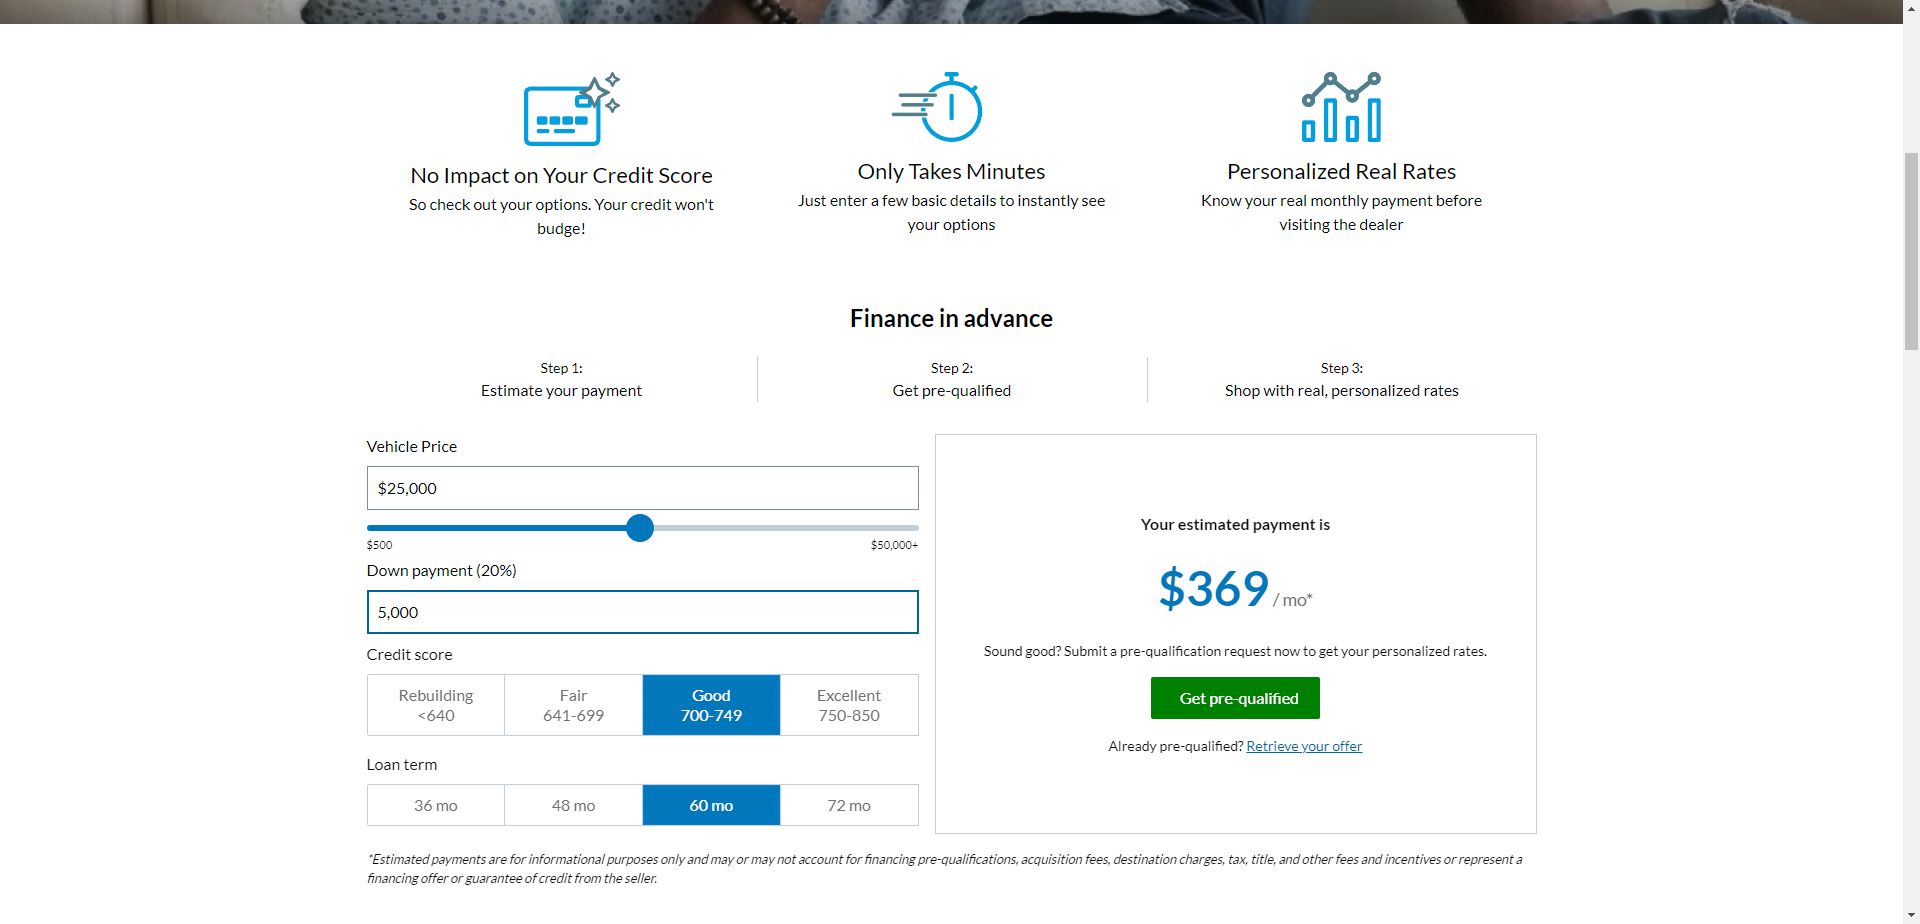 No Impact on Your Credit Score
So check out your options. Your credit won't
budge!
Only Takes Minutes
Just enter a few basic details to instantly see
your options
Personalized Real Rates
Know your real monthly payment before
visiting the dealer
Finance in advance
Step 1:
Estimate your payment
Step 2:
Get pre-qualified
Step 3:
Shop with real, personalized rates
Vehicle Price
$25,000
$500
$50,000+
Down payment (20%)
5,000
Credit score
Rebuilding
<640
Fair
641-699
Good
700-749
Excellent
750-850
Loan term
36 mo
48 mo
60 mo
72 mo
Your estimated payment is
$369 / mo*
Sound good? Submit a pre-qualification request now to get your personalized rates.
Get pre-qualified
Already pre-qualified? Retrieve your offer
*Estimated payments are for informational purposes only and may or may not account for financing pre-qualifications, acquisition fees, destination charges, tax, title, and other fees and incentives or represent a
financing offer or guarantee of credit from the seller.